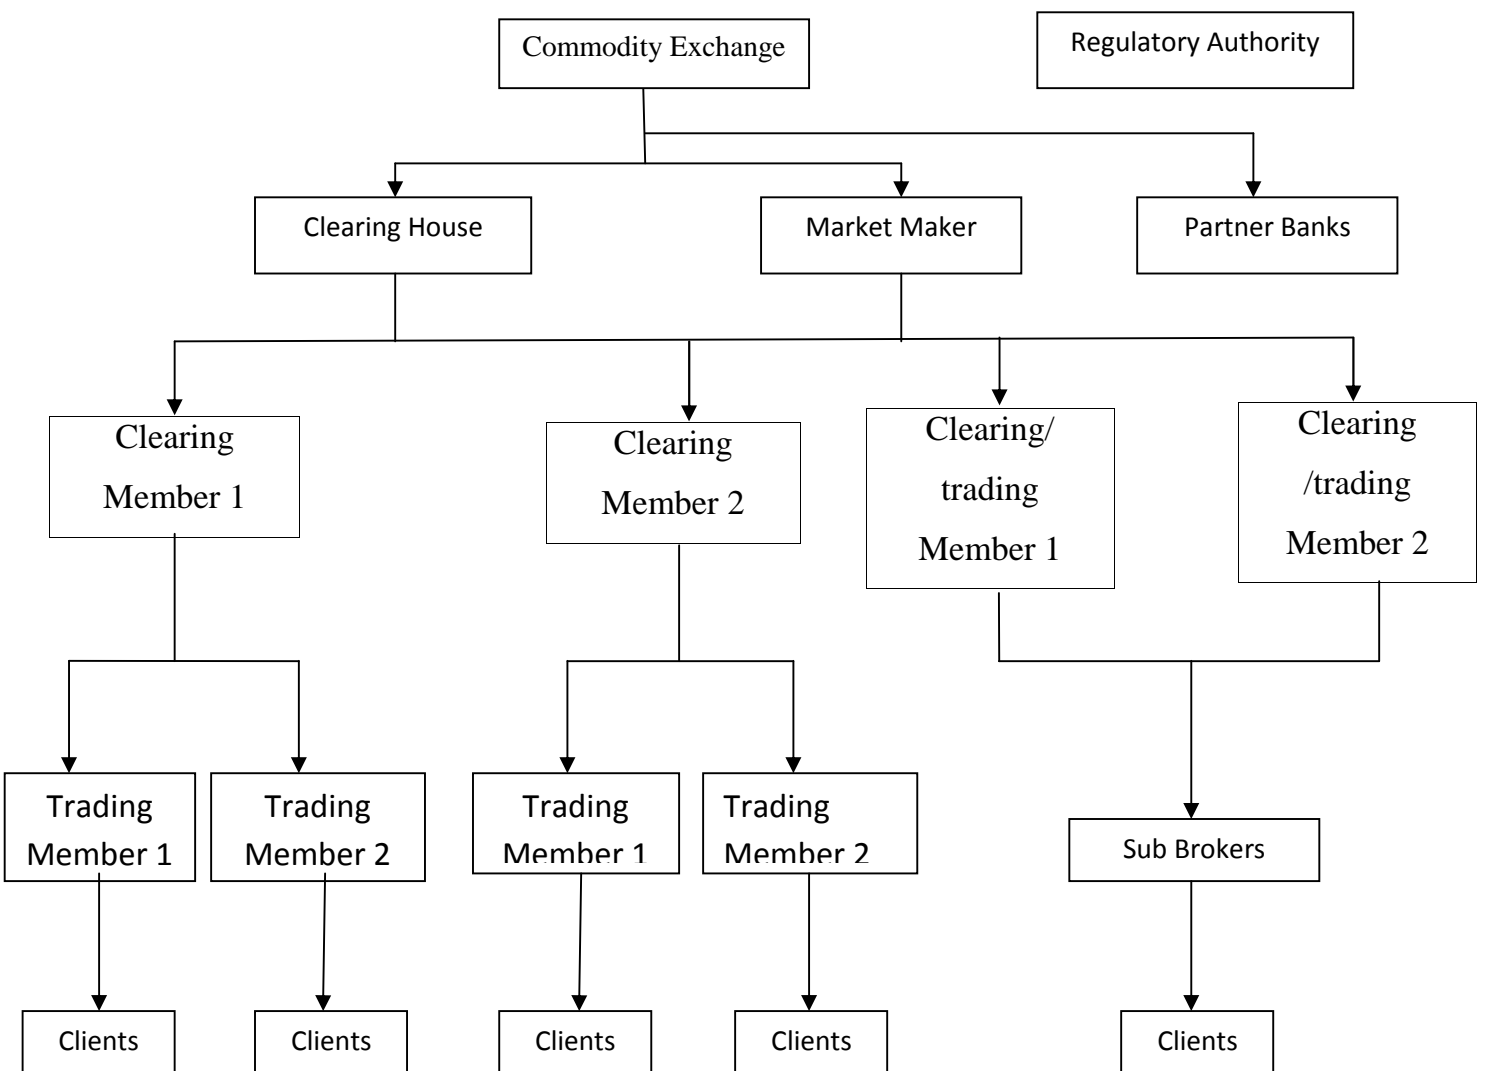 Commodity Exchange
Regulatory Authority
Clearing House
Market Maker
Partner Banks
Clearing
Member 1
Clearing
Member 2
Clearing/
trading
Member 1
Clearing
/trading
Member 2
Trading
Member 1
Trading
Member 2
Trading
Member 1
Trading
Member 2
Sub Brokers
Clients
Clients
Clients
Clients
Clients